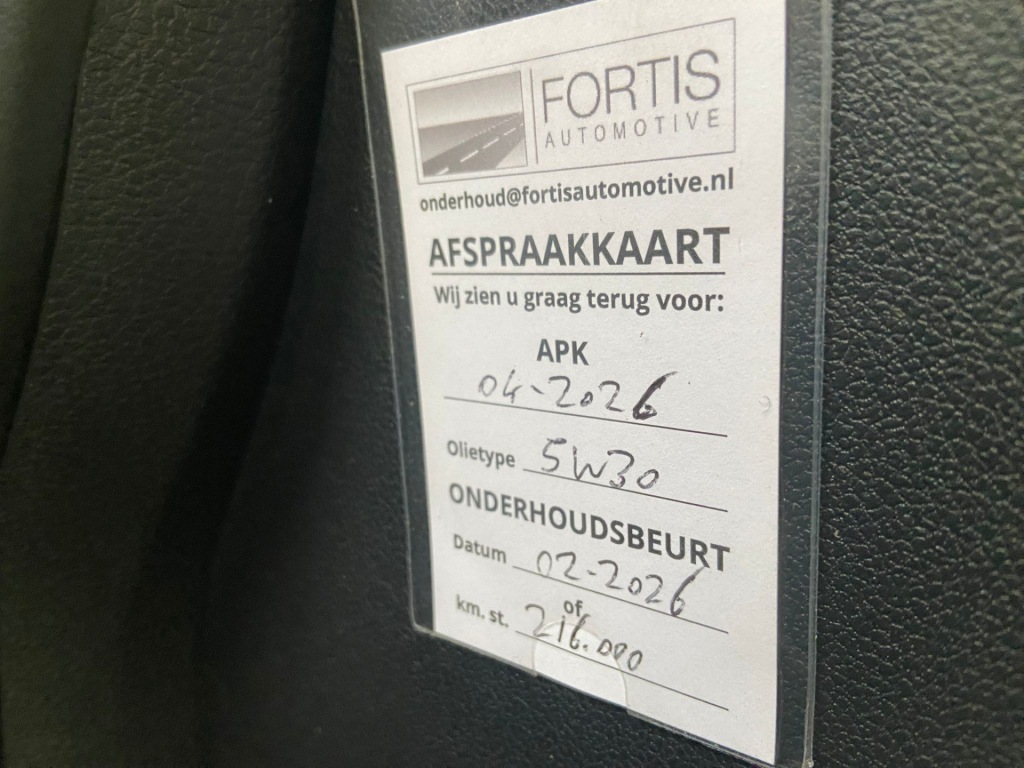 FORTIS
AUTOMOTIVE
onderhoud@fortisautomotive.nl
AFSPRAAKKAART
Wij zien u graag terug voor:
APK
04-2026
Olietype 5W30
ONDERHOUDSBEURT
Datum 02-2026
of
km. st. 216.000